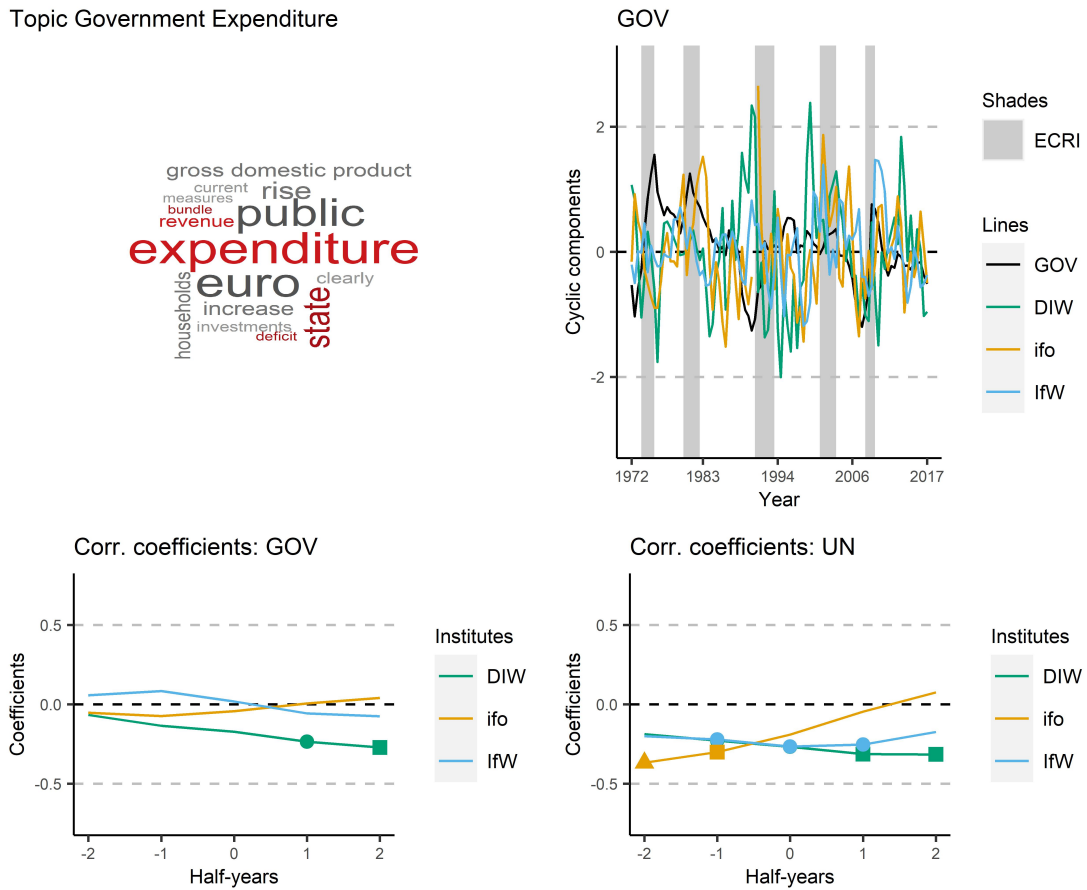 Topic Government Expenditure
gross domestic product
current
rise
measures
bundle
public
revenue
expenditure
euro
clearly
households
increase
state
investments
deficit
GOV
Cyclic components
2
0
-2
1972
1983
1994
2006
2017
Year
Shades
ECRI
Lines
GOV
DIW
ifo
IfW
Corr. coefficients: GOV
Coefficients
0.5
0.0
-0.5
-2
-1
0
1
2
Half-years
Institutes
DIW
ifo
IfW
Corr. coefficients: UN
Coefficients
0.5
0.0
-0.5
-2
-1
0
1
2
Half-years
Institutes
DIW
ifo
IfW